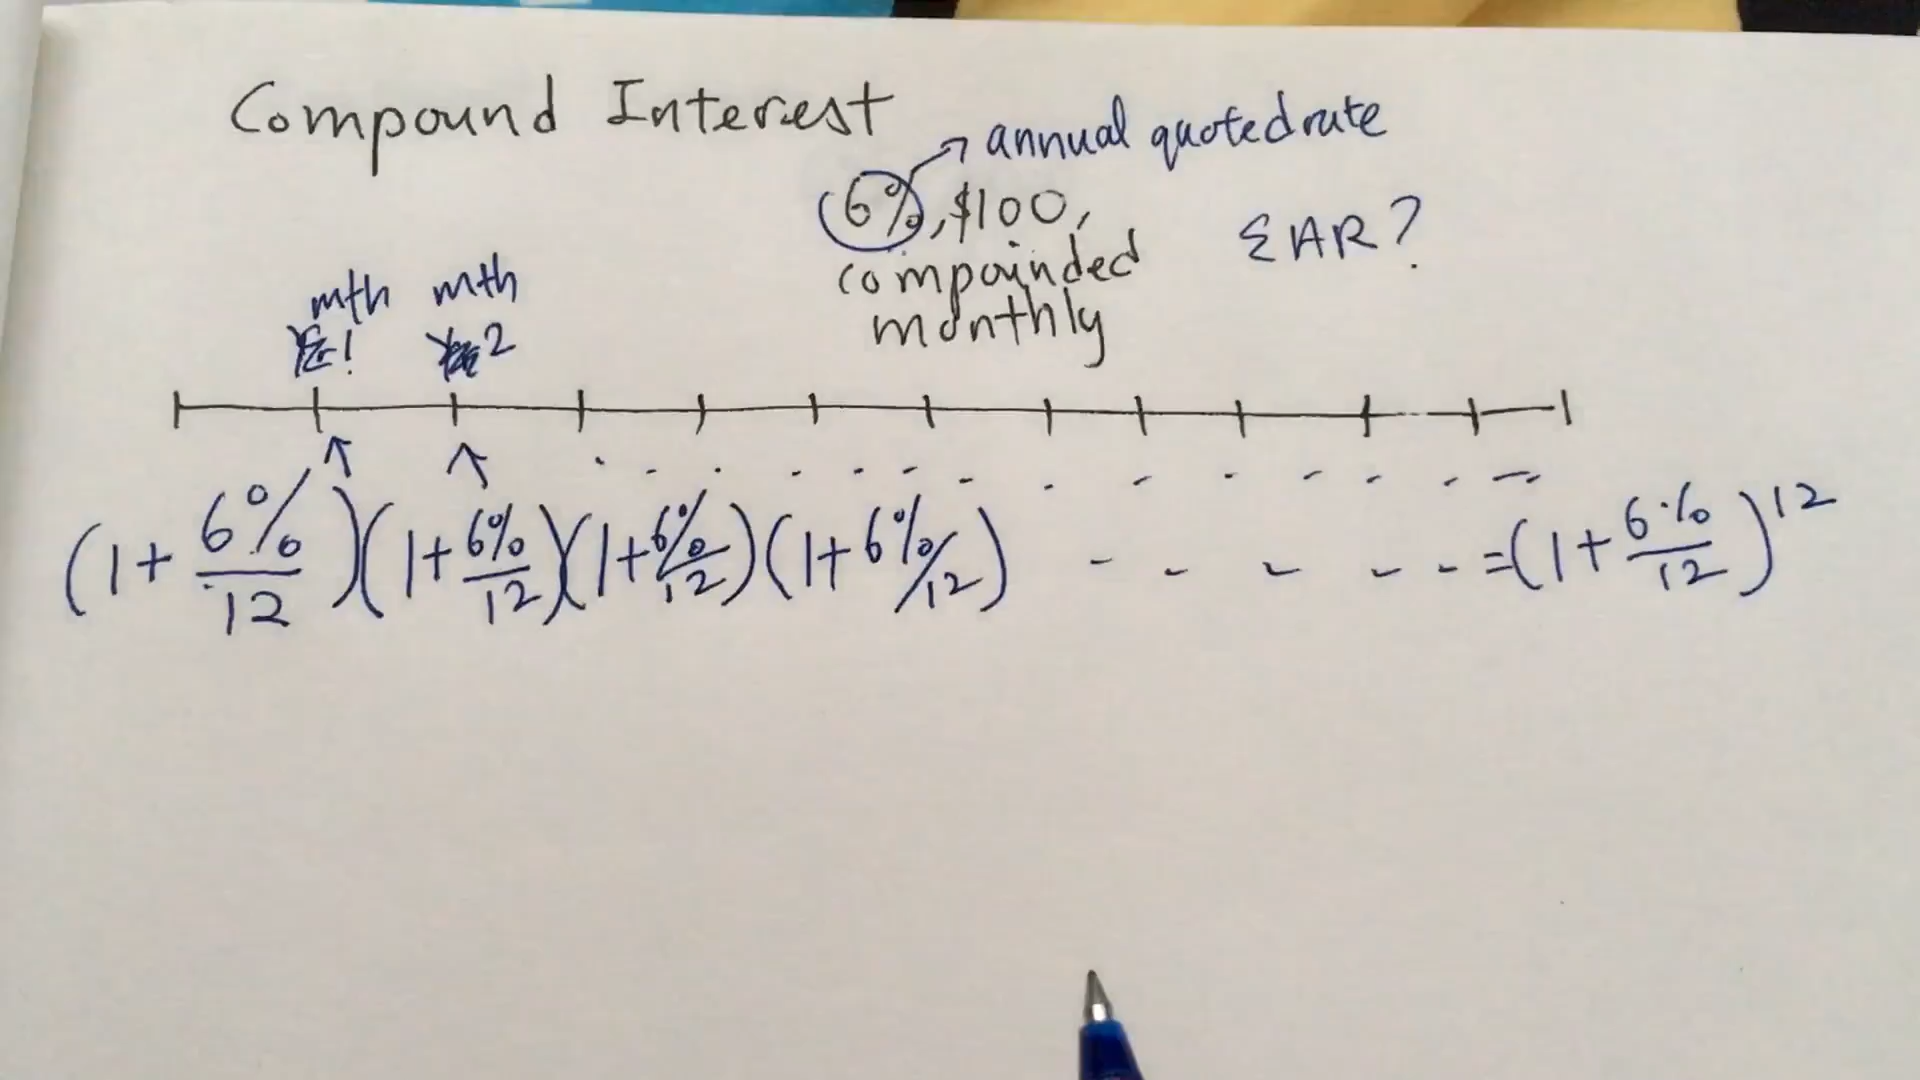 Compound Interest
annual quoted rate
6%, $100,
compounded
monthly
EAR?
mth mth
1 2
(1+6%/12)(1+6%/12)(1+6%/12)(1+6%/12) - - - - - =(1+6%/12)^12